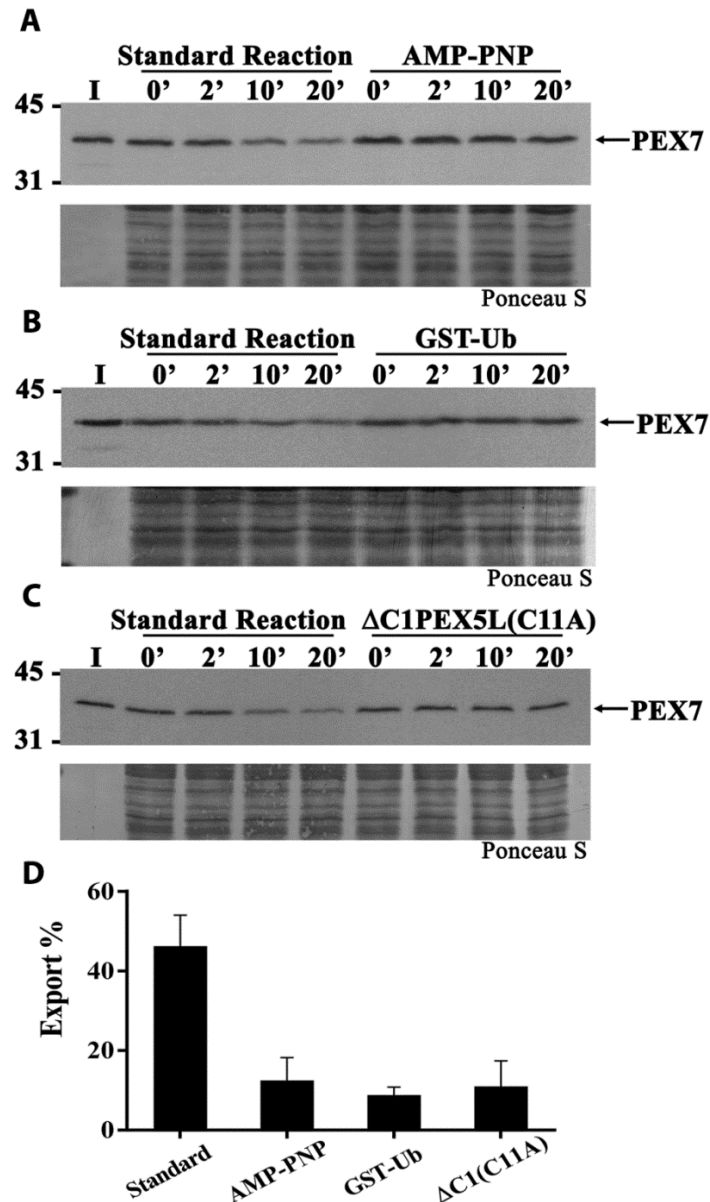 A
Standard Reaction AMP-PNP
I 0’ 2’ 10’ 20’ 0’ 2’ 10’ 20’
45
PEX7
31
Ponceau S
B
Standard Reaction GST-Ub
I 0’ 2’ 10’ 20’ 0’ 2’ 10’ 20’
45
PEX7
31
Ponceau S
C
Standard Reaction ΔC1PEX5L(C11A)
I 0’ 2’ 10’ 20’ 0’ 2’ 10’ 20’
45
PEX7
31
Ponceau S
D
Export %
60
40
20
0
Standard AMP-PNP GST-Ub ΔC1(C11A)